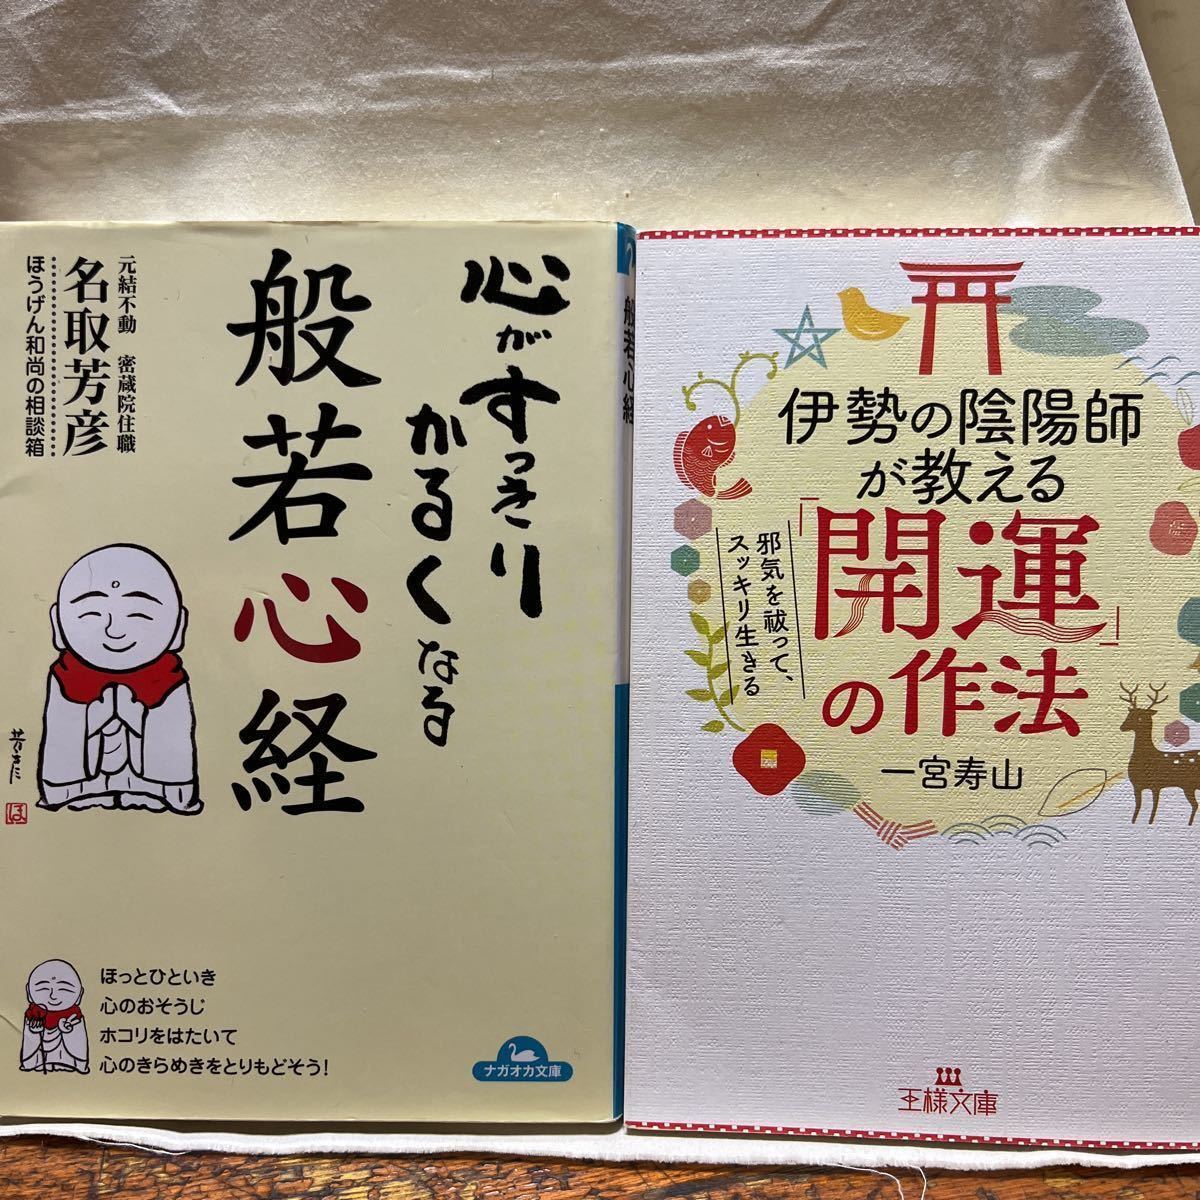 心がすっきり
かるくなる
般若心経
元結不動 密蔵院住職
名取芳彦
ほうげん和尚の相談箱
芳彦
ほ
ほっとひといき
心のおそうじ
ホコリをはたいて
心のきらめきをとりもどそう!
ナガオカ文庫
般若心経
伊勢の陰陽師
が教える
「開運」
の作法
邪気を祓って、
スッキリ生きる
一宮寿山
王様文庫